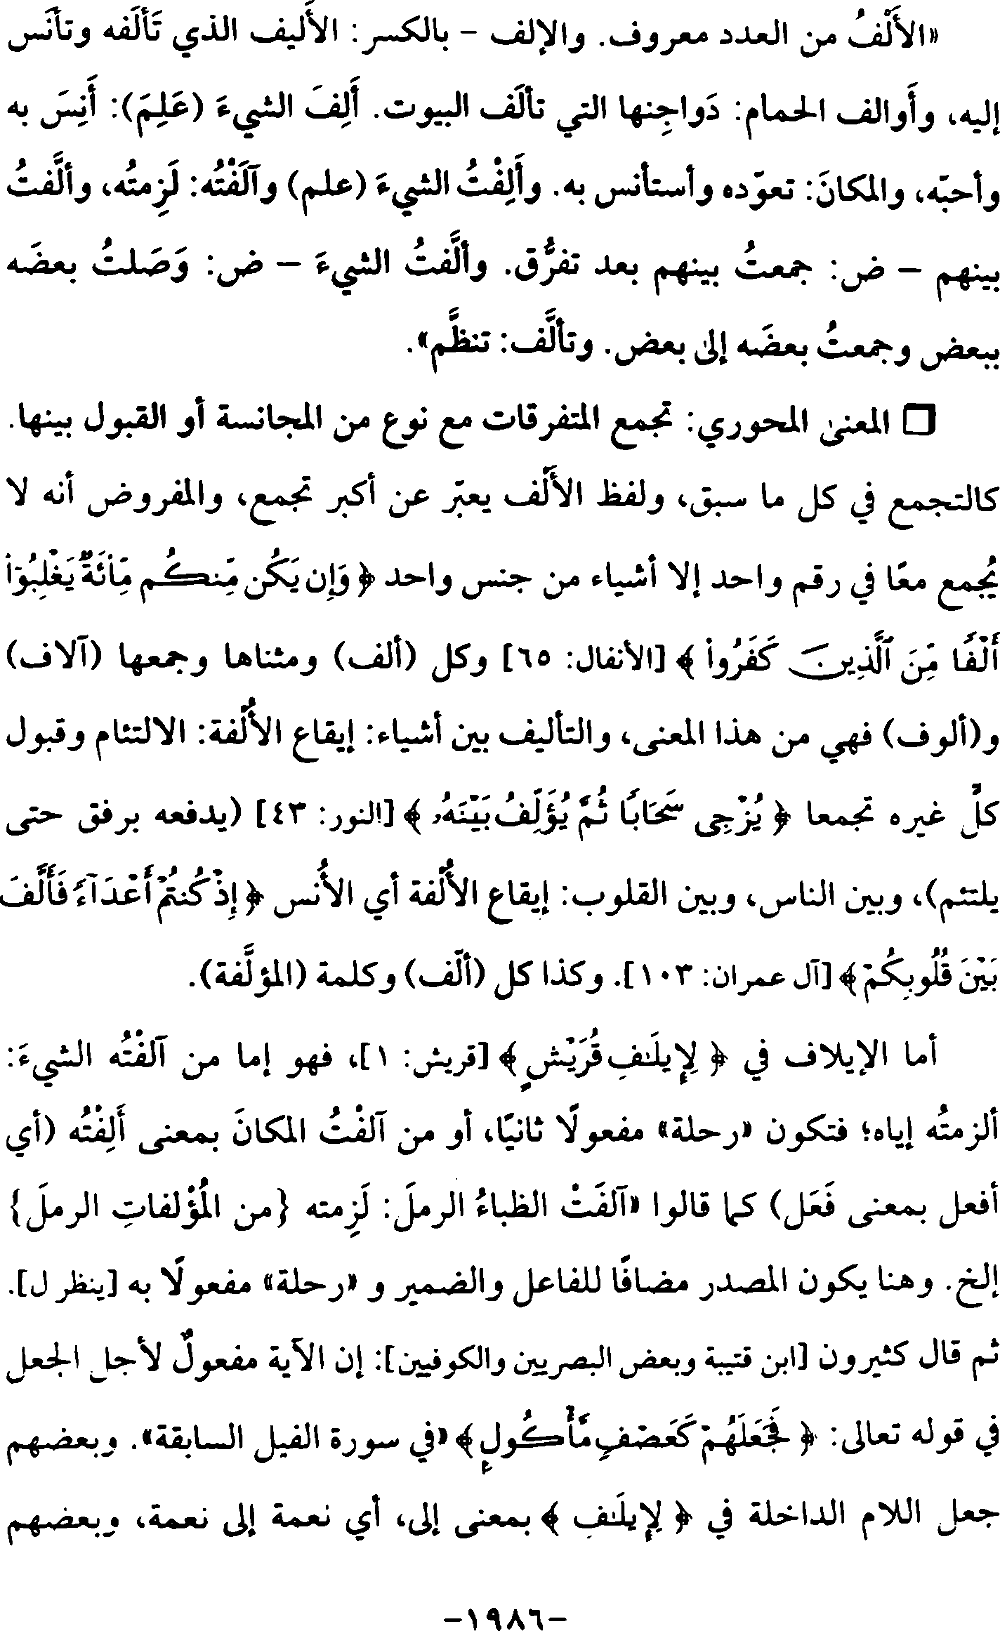 «الأَلْفُ من العدد معروف. والإلف – بالكسر: الأَليف الذي تَأْلَفه وتأنَس
إليه، وأَوالف الحمام: دَواجِنها التي تألَف البيوت. أَلِفَ الشيءَ (عَلِمَ): أَنِسَ به
وأحبّه، والمكانَ: تعوّده وأستأنس به. وأَلِفْتُ الشيءَ (علم) وآلَفْتُه: لَزِمتُه، وألَّفتُ
بينهم – ض: جمعتُ بينهم بعد تفرُّق. وألَّفتُ الشيءَ – ض: وَصَلتُ بعضَه
ببعض وجمعتُ بعضَه إلى بعض. وتألَّف: تنظَّم».
❒ المعنى المحوري: تجمع المتفرقات مع نوع من المجانسة أو القبول بينها.
كالتجمع في كل ما سبق، ولفظ الأَلْف يعبّر عن أكبر تجمع، والمفروض أنه لا
يُجمع معًا في رقم واحد إلا أشياء من جنس واحد ﴿ وَإِن يَكُن مِّنكُم مِّاْئَةٌ يَغْلِبُوٓاْ
أَلْفًا مِّنَ ٱلَّذِينَ كَفَرُواْ ﴾ [الأنفال: ٦٥] وكل (ألف) ومثناها وجمعها (آلاف)
و(ألوف) فهي من هذا المعنى، والتأليف بين أشياء: إيقاع الأُلْفة: الالتئام وقبول
كلٍّ غيره تجمعا ﴿ يُزْجِى سَحَابًا ثُمَّ يُؤَلِّفُ بَيْنَهُۥ ﴾ [النور: ٤٣] (يدفعه برفق حتى
يلتئم)، وبين الناس، وبين القلوب: إيقاع الأُلْفة أي الأُنس ﴿ إِذْ كُنتُمْ أَعْدَآءً فَأَلَّفَ
بَيْنَ قُلُوبِكُمْ ﴾ [آل عمران: ١٠٣]. وكذا كل (ألّف) وكلمة (المؤلَّفة).
أما الإيلاف في ﴿ لِإِيلَـٰفِ قُرَيْشٍ ﴾ [قريش: ١]، فهو إما من آلَفْتُه الشيءَ:
ألزمتُه إياه؛ فتكون «رحلة» مفعولًا ثانيًا، أو من آلفْتُ المكانَ بمعنى أَلِفْتُه (أي
أفعل بمعنى فَعَل) كما قالوا «آلفَتْ الظباءُ الرملَ: لَزِمته {من المُؤْلفاتِ الرملَ}
إلخ. وهنا يكون المصدر مضافًا للفاعل والضمير و «رحلة» مفعولًا به [ينظر ل].
ثم قال كثيرون [ابن قتيبة وبعض البصريين والكوفيين]: إن الآية مفعولٌ لأجل الجعل
في قوله تعالى: ﴿ فَجَعَلَهُمْ كَعَصْفٍ مَّأْكُولٍ ﴾ «في سورة الفيل السابقة». وبعضهم
جعل اللام الداخلة في ﴿ لِإِيلَـٰفِ ﴾ بمعنى إلى، أي نعمة إلى نعمة، وبعضهم
-١٩٨٦-